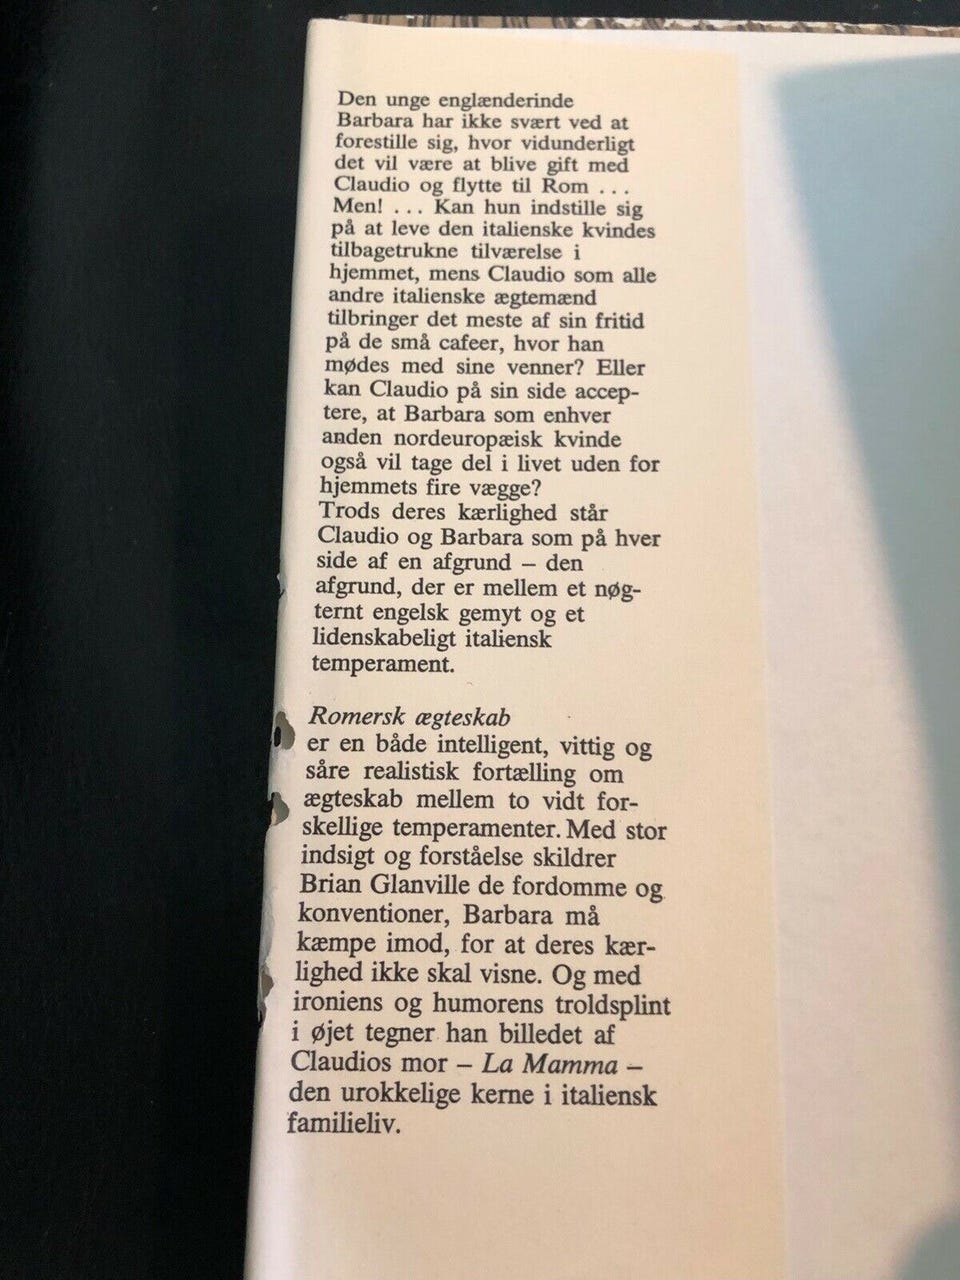 Den unge englænderinde
Barbara har ikke svært ved at
forestille sig, hvor vidunderligt
det vil være at blive gift med
Claudio og flytte til Rom ...
Men! ... Kan hun indstille sig
på at leve den italienske kvindes
tilbagetrukne tilværelse i
hjemmet, mens Claudio som alle
andre italienske ægtemænd
tilbringer det meste af sin fritid
på de små cafeer, hvor han
mødes med sine venner? Eller
kan Claudio på sin side accep-
tere, at Barbara som enhver
anden nordeuropæisk kvinde
også vil tage del i livet uden for
hjemmets fire vægge?
Trods deres kærlighed står
Claudio og Barbara som på hver
side af en afgrund – den
afgrund, der er mellem et nøg-
ternt engelsk gemyt og et
lidenskabeligt italiensk
temperament.
Romersk ægteskab
er en både intelligent, vittig og
såre realistisk fortælling om
ægteskab mellem to vidt for-
skellige temperamenter. Med stor
indsigt og forståelse skildrer
Brian Glanville de fordomme og
konventioner, Barbara må
kæmpe imod, for at deres kær-
lighed ikke skal visne. Og med
ironiens og humorens troldsplint
i øjet tegner han billedet af
Claudios mor – La Mamma –
den urokkelige kerne i italiensk
familieliv.